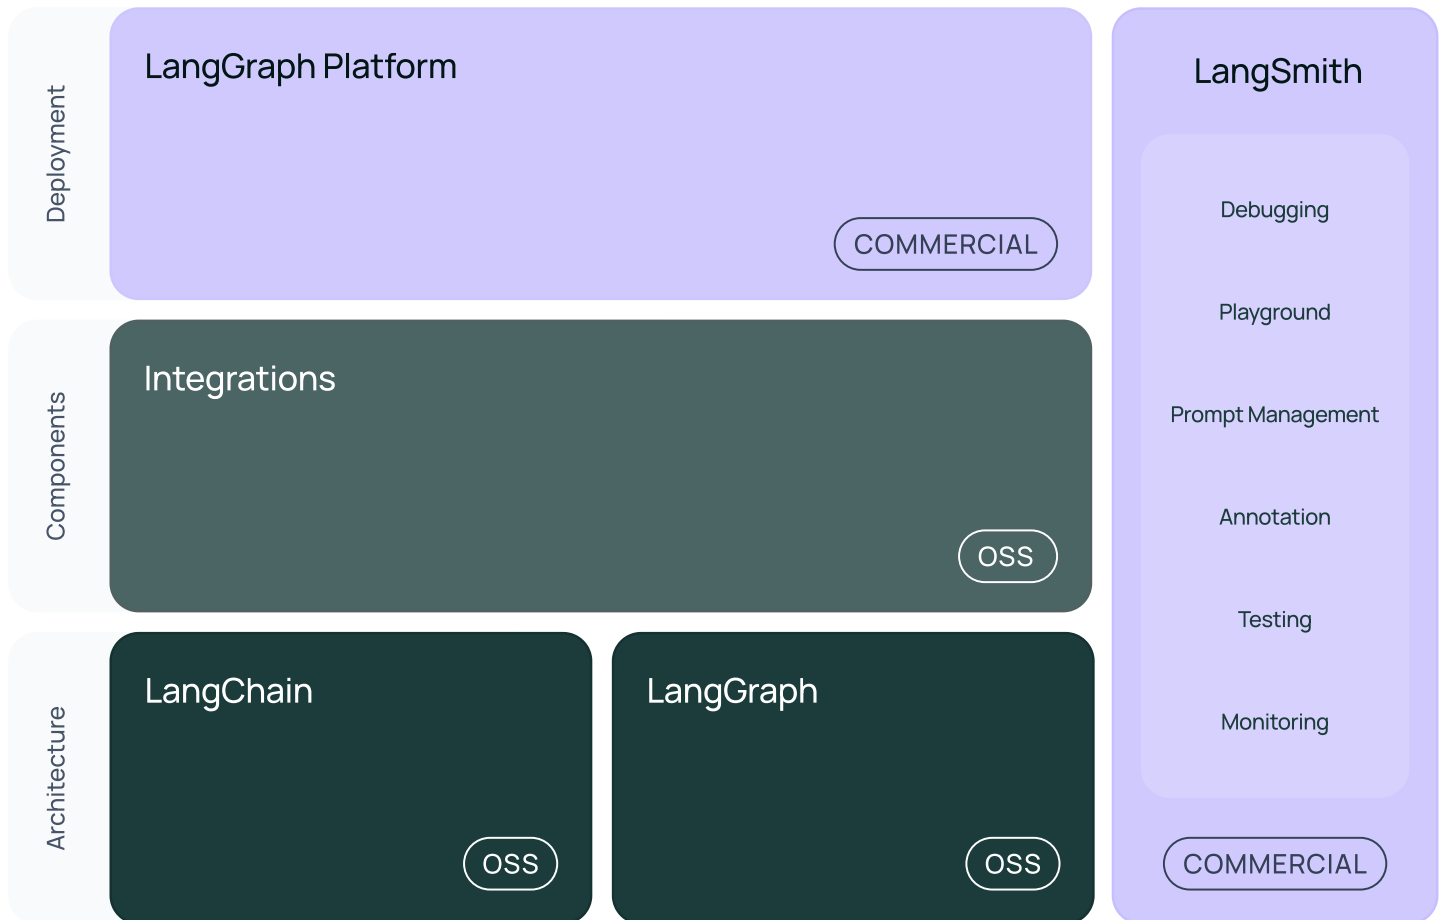 Deployment
LangGraph Platform
COMMERCIAL
Components
Integrations
OSS
Architecture
LangChain
OSS
LangGraph
OSS
LangSmith
Debugging
Playground
Prompt Management
Annotation
Testing
Monitoring
COMMERCIAL